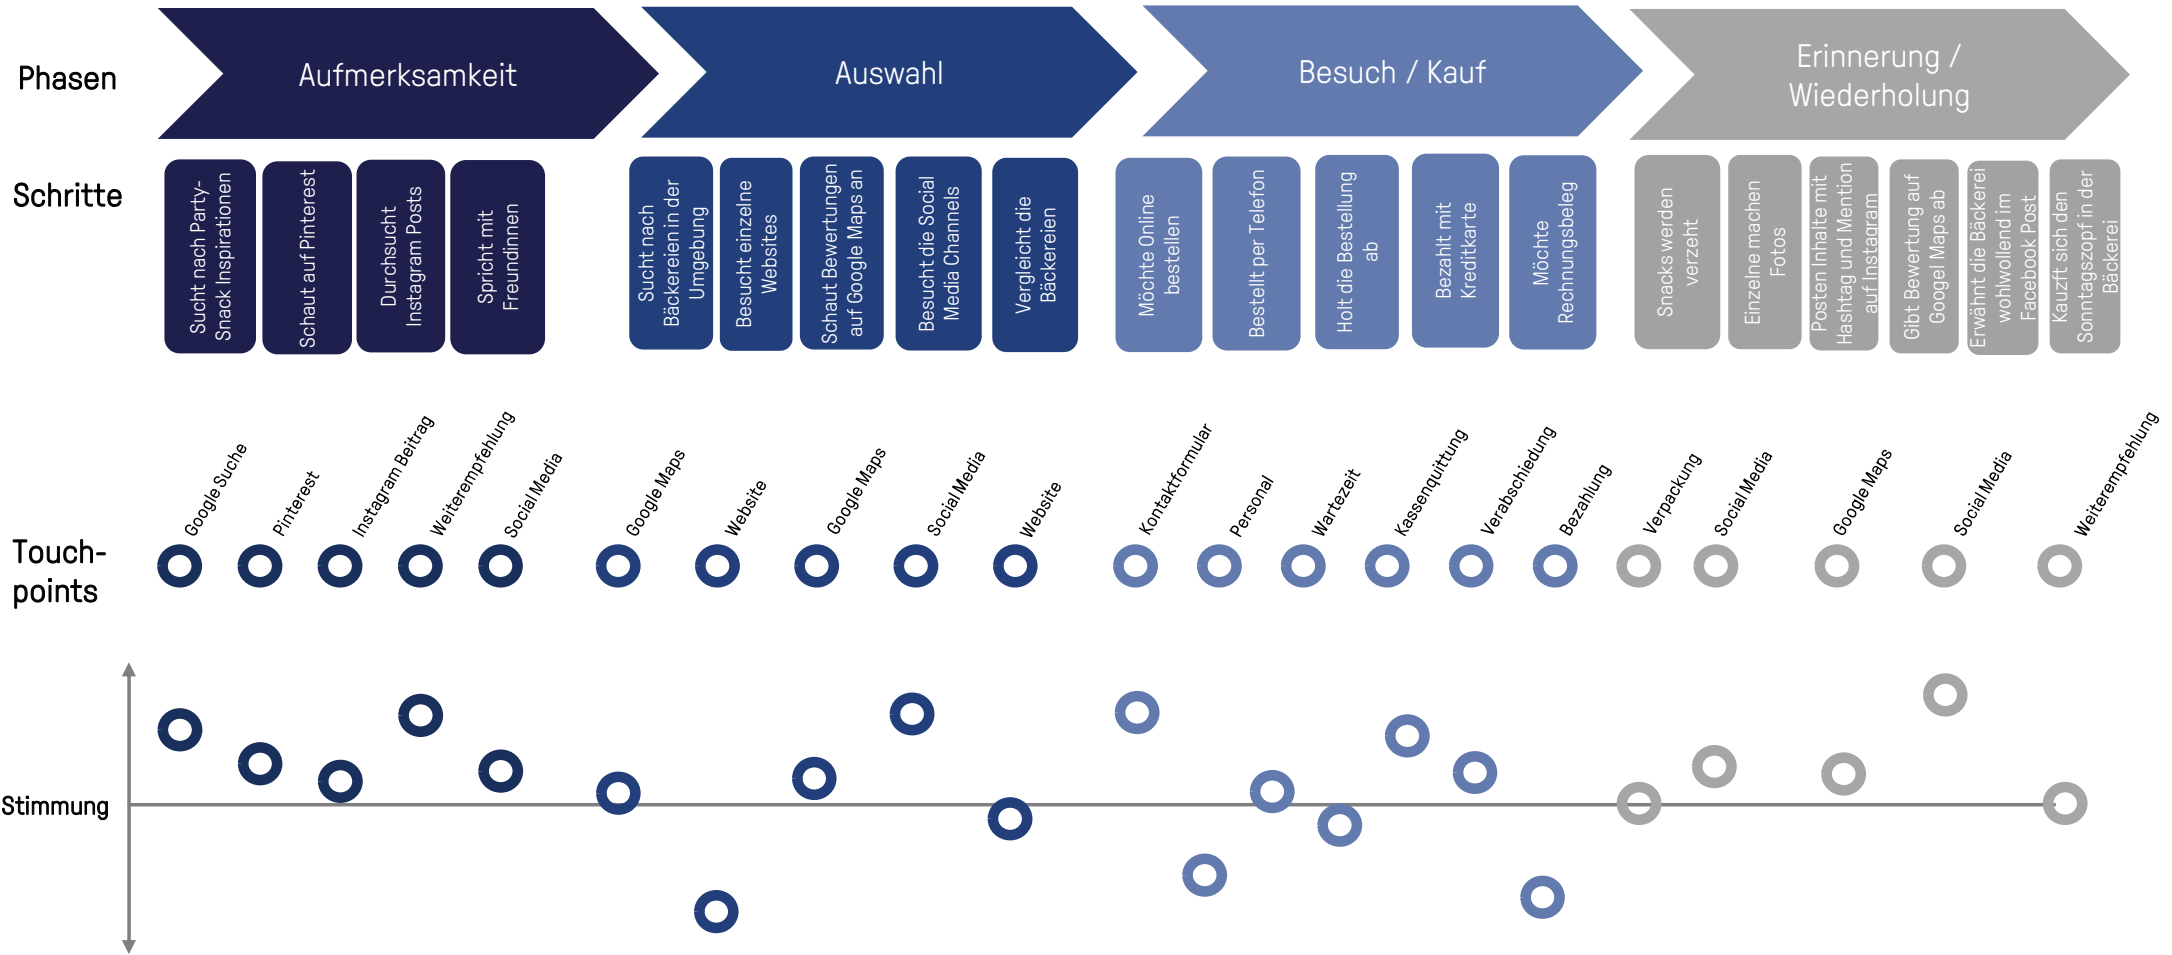 Phasen
Aufmerksamkeit
Auswahl
Besuch / Kauf
Erinnerung /
Wiederholung
Schritte
Sucht nach Party-
Snack Inspirationen
Schaut auf Pinterest
Durchsucht
Instagram Posts
Spricht mit
Freundinnen
Sucht nach
Bäckereien in der
Umgebung
Besucht einzelne
Websites
Schaut Bewertungen
auf Google Maps an
Besucht die Social
Media Channels
Vergleicht die
Bäckereien
Möchte Online
bestellen
Bestellt per Telefon
Holt die Bestellung
ab
Bezahlt mit
Kreditkarte
Möchte
Rechnungsbeleg
Snacks werden
verzeht
Einzelne machen
Fotos
Posten Inhalte mit
Hashtag und Mention
auf Instagram
Gibt Bewertung auf
Googel Maps ab
Erwähnt die Bäckerei
wohlwollend im
Facebook Post
Kauzft sich den
Sonntagszopf in der
Bäckerei
Touch-
points
Google Suche
Pinterest
Instagram Beitrag
Weiterempfehlung
Social Media
Google Maps
Website
Google Maps
Social Media
Website
Kontaktformular
Personal
Wartezeit
Kassenquittung
Verabschiedung
Bezahlung
Verpackung
Social Media
Google Maps
Social Media
Weiterempfehlung
Stimmung